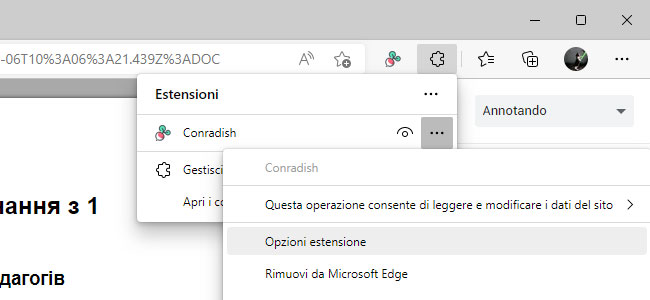 -06T10%3A06%3A21.439Z%3ADOC
Estensioni
Annotando
Conradish
Gestisci
Conradish
Apri i co
Questa operazione consente di leggere e modificare i dati del sito
ання з 1
Opzioni estensione
дагогів
Rimuovi da Microsoft Edge